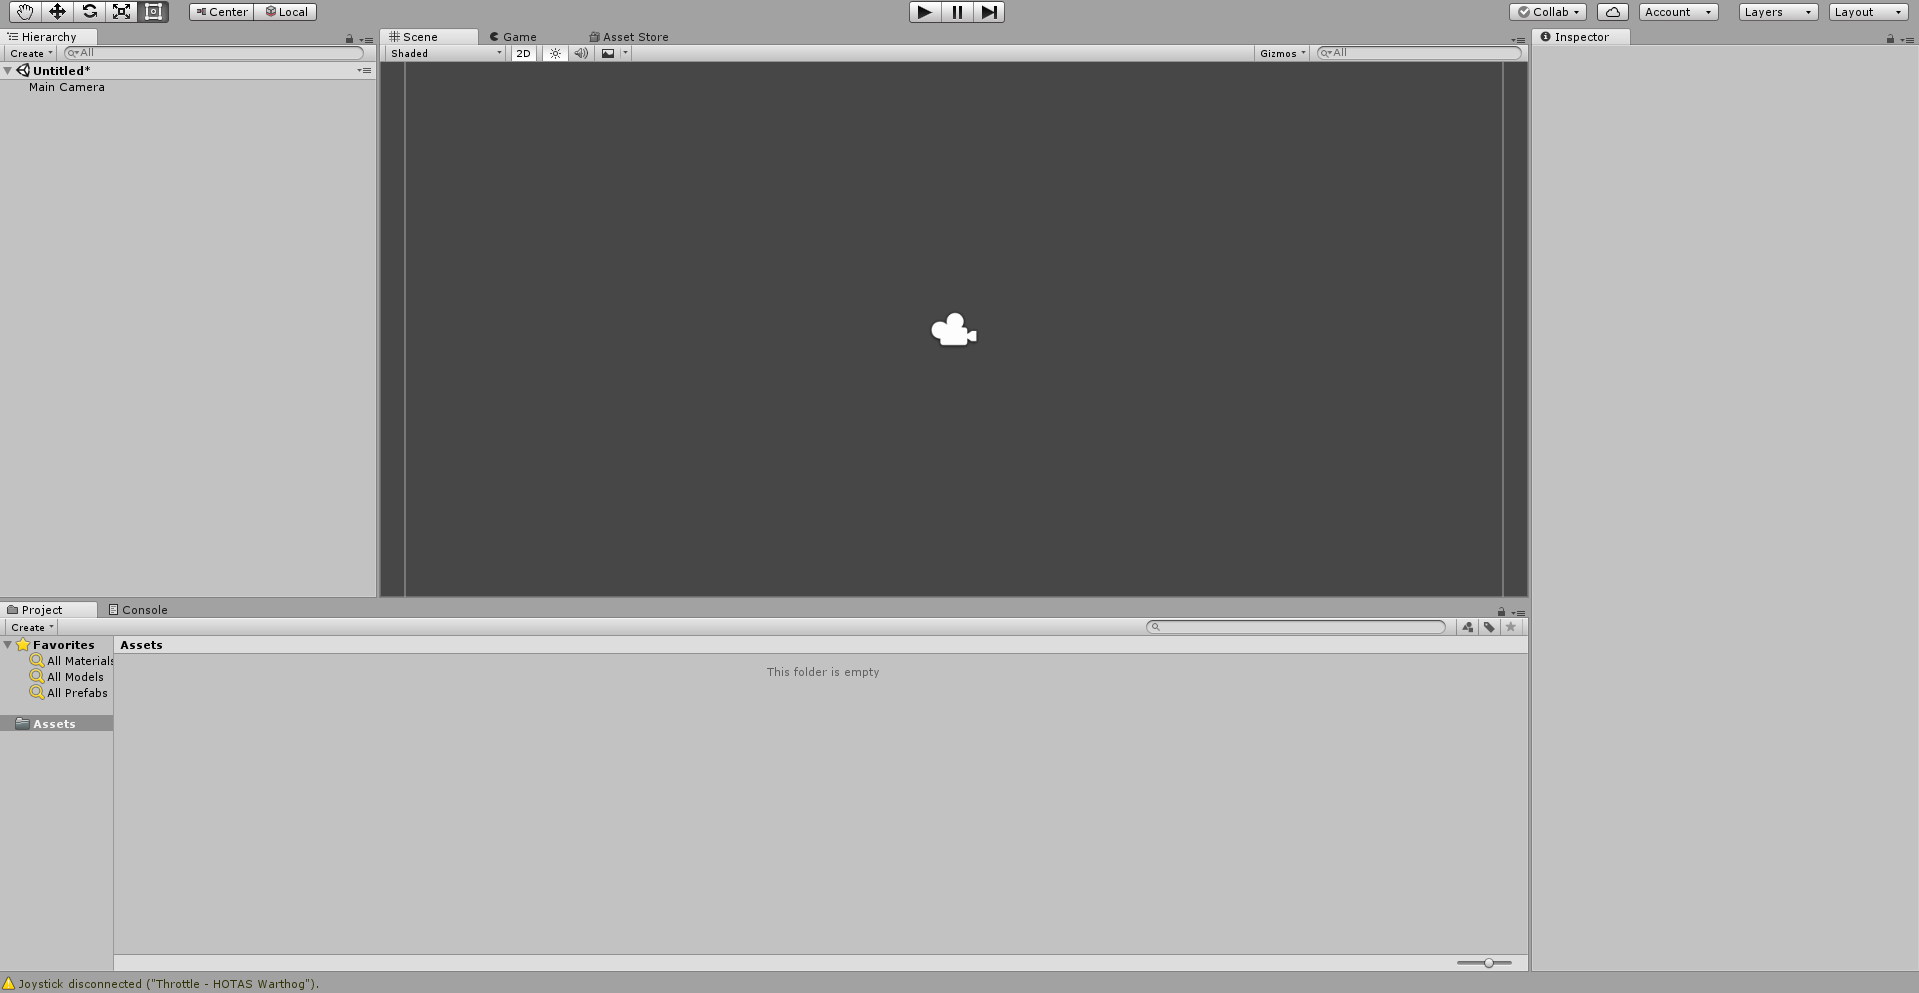 Center Local Collab Account Layers Layout
Hierarchy Scene Game Asset Store Inspector
Create All Shaded 2D Gizmos All
Untitled*
Main Camera
Project Console
Create
Favorites Assets
All Materials This folder is empty
All Models
All Prefabs
Assets
Joystick disconnected ("Throttle - HOTAS Warthog").